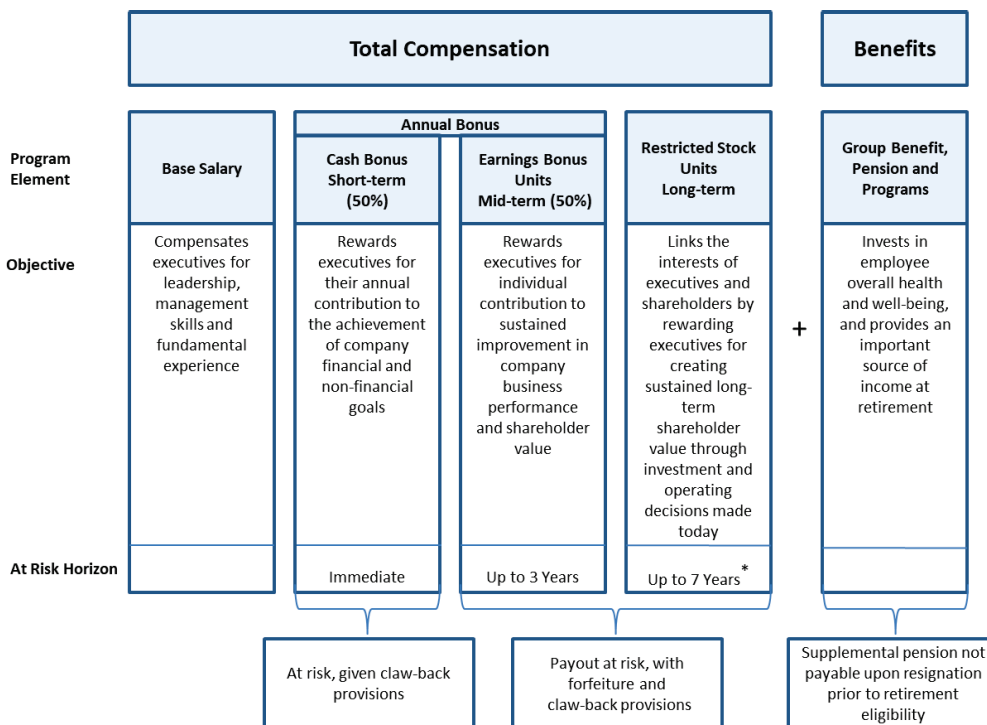 Total Compensation
Benefits
Program
Element
Base Salary
Annual Bonus
Cash Bonus
Short-term
(50%)
Earnings Bonus
Units
Mid-term (50%)
Restricted Stock
Units
Long-term
Group Benefit,
Pension and
Programs
Objective
Compensates
executives for
leadership,
management
skills and
fundamental
experience
Rewards
executives for
their annual
contribution to
the achievement
of company
financial and
non-financial
goals
Rewards
executives for
individual
contribution to
sustained
improvement in
company
business
performance
and shareholder
value
Links the
interests of
executives and
shareholders by
rewarding
executives for
creating
sustained long-
term
shareholder
value through
investment and
operating
decisions made
today
+
Invests in
employee
overall health
and well-being,
and provides an
important
source of
income at
retirement
At Risk Horizon
Immediate
Up to 3 Years
Up to 7 Years*
At risk, given claw-back
provisions
Payout at risk, with
forfeiture and
claw-back provisions
Supplemental pension not
payable upon resignation
prior to retirement
eligibility